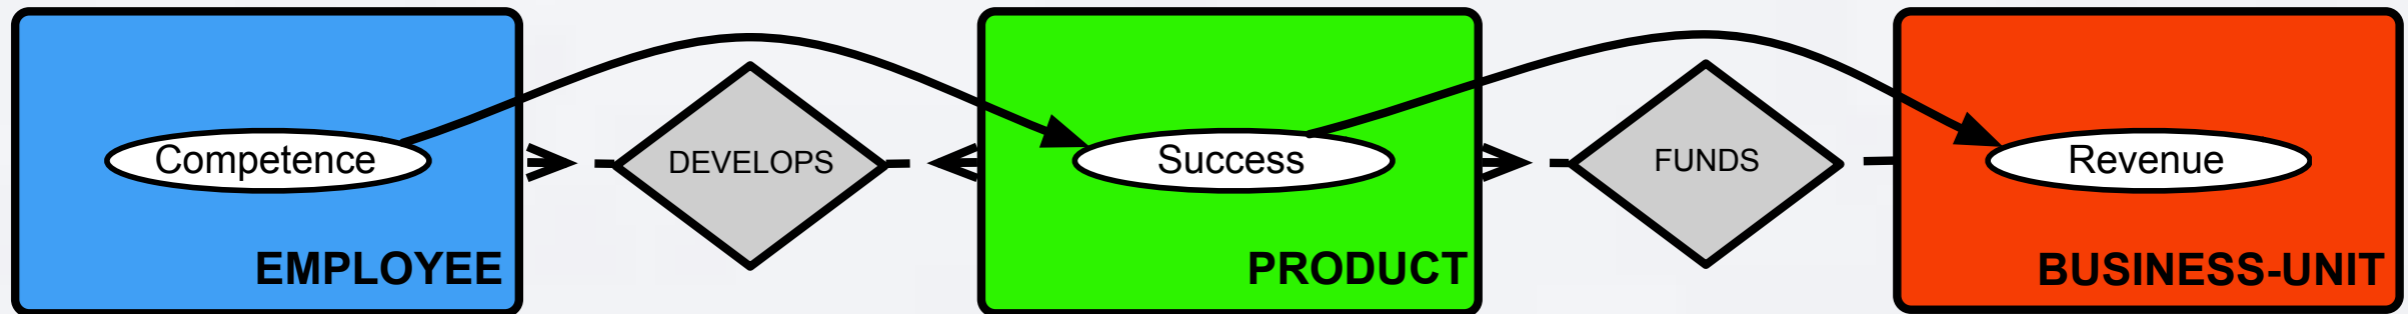 Competence
DEVELOPS
Success
FUNDS
Revenue
EMPLOYEE
PRODUCT
BUSINESS-UNIT